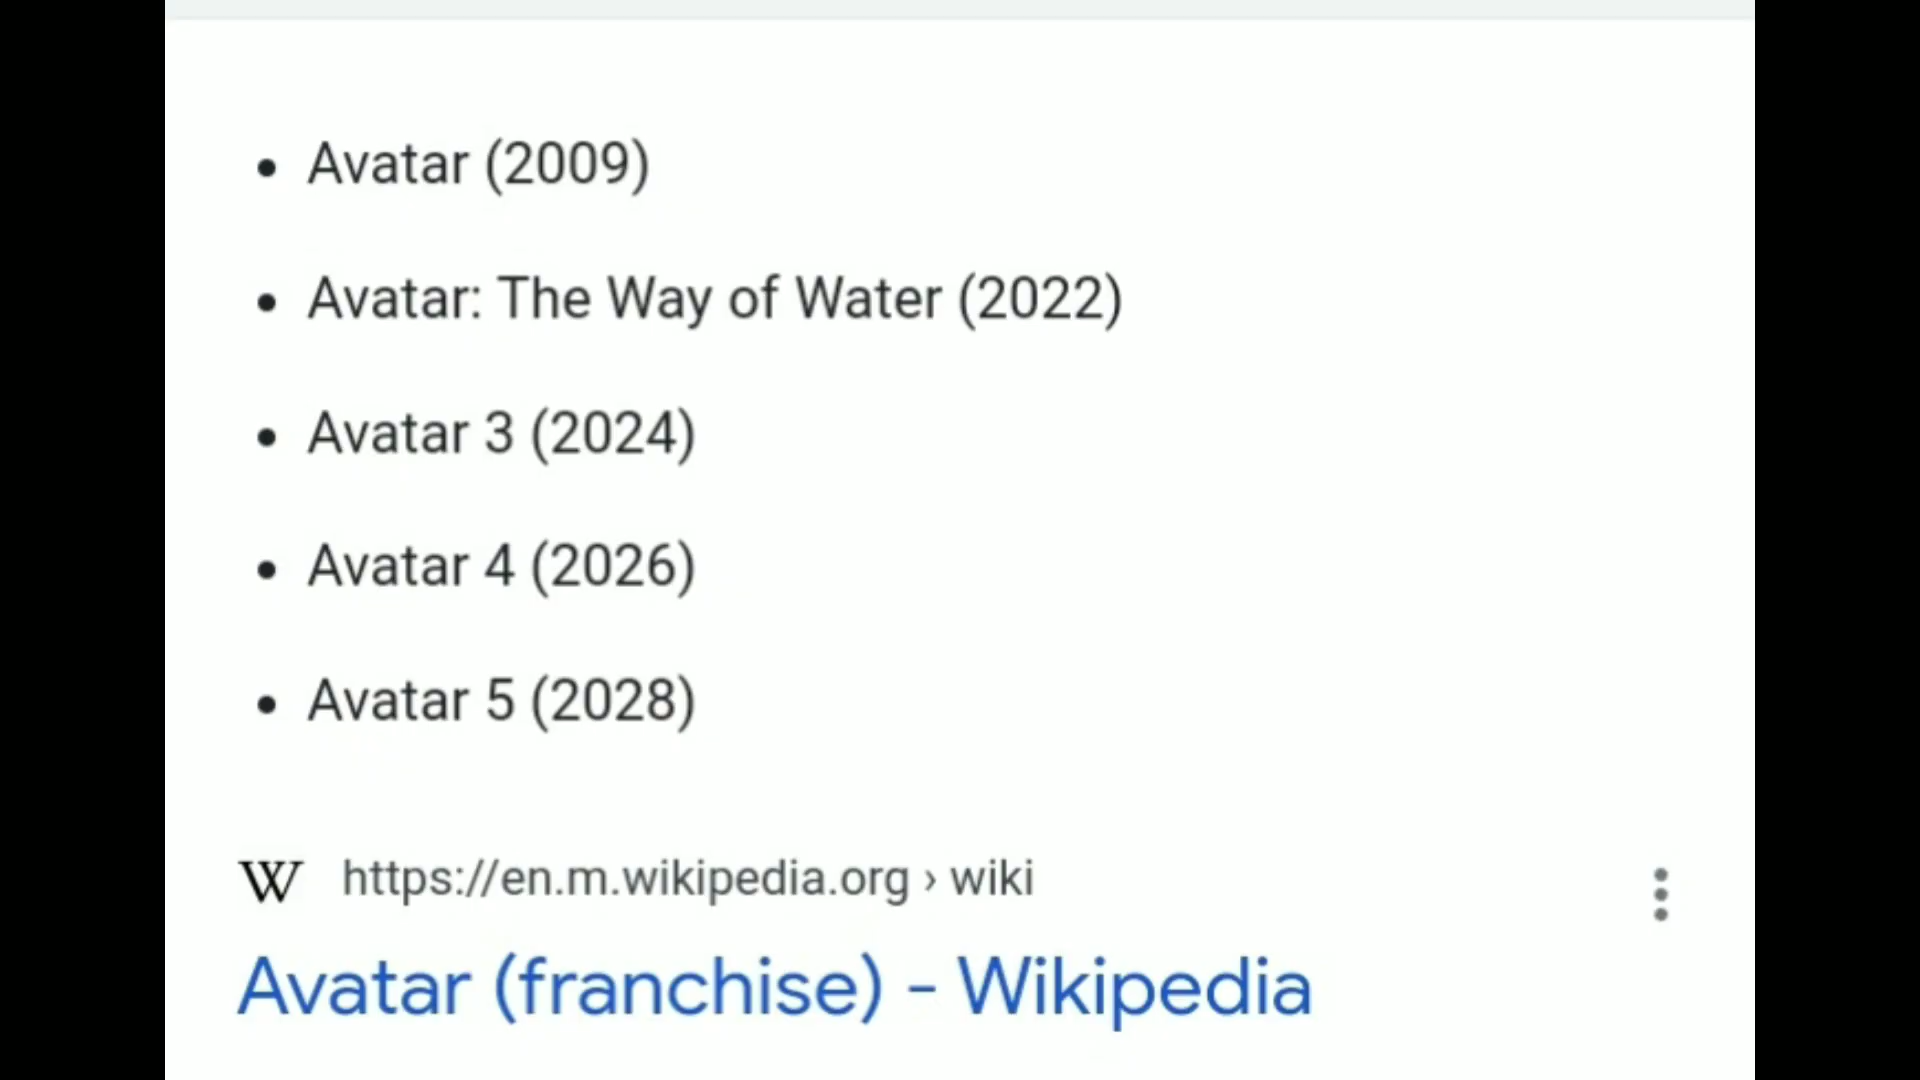 • Avatar (2009)
• Avatar: The Way of Water (2022)
• Avatar 3 (2024)
• Avatar 4 (2026)
• Avatar 5 (2028)
W https://en.m.wikipedia.org › wiki
Avatar (franchise) - Wikipedia